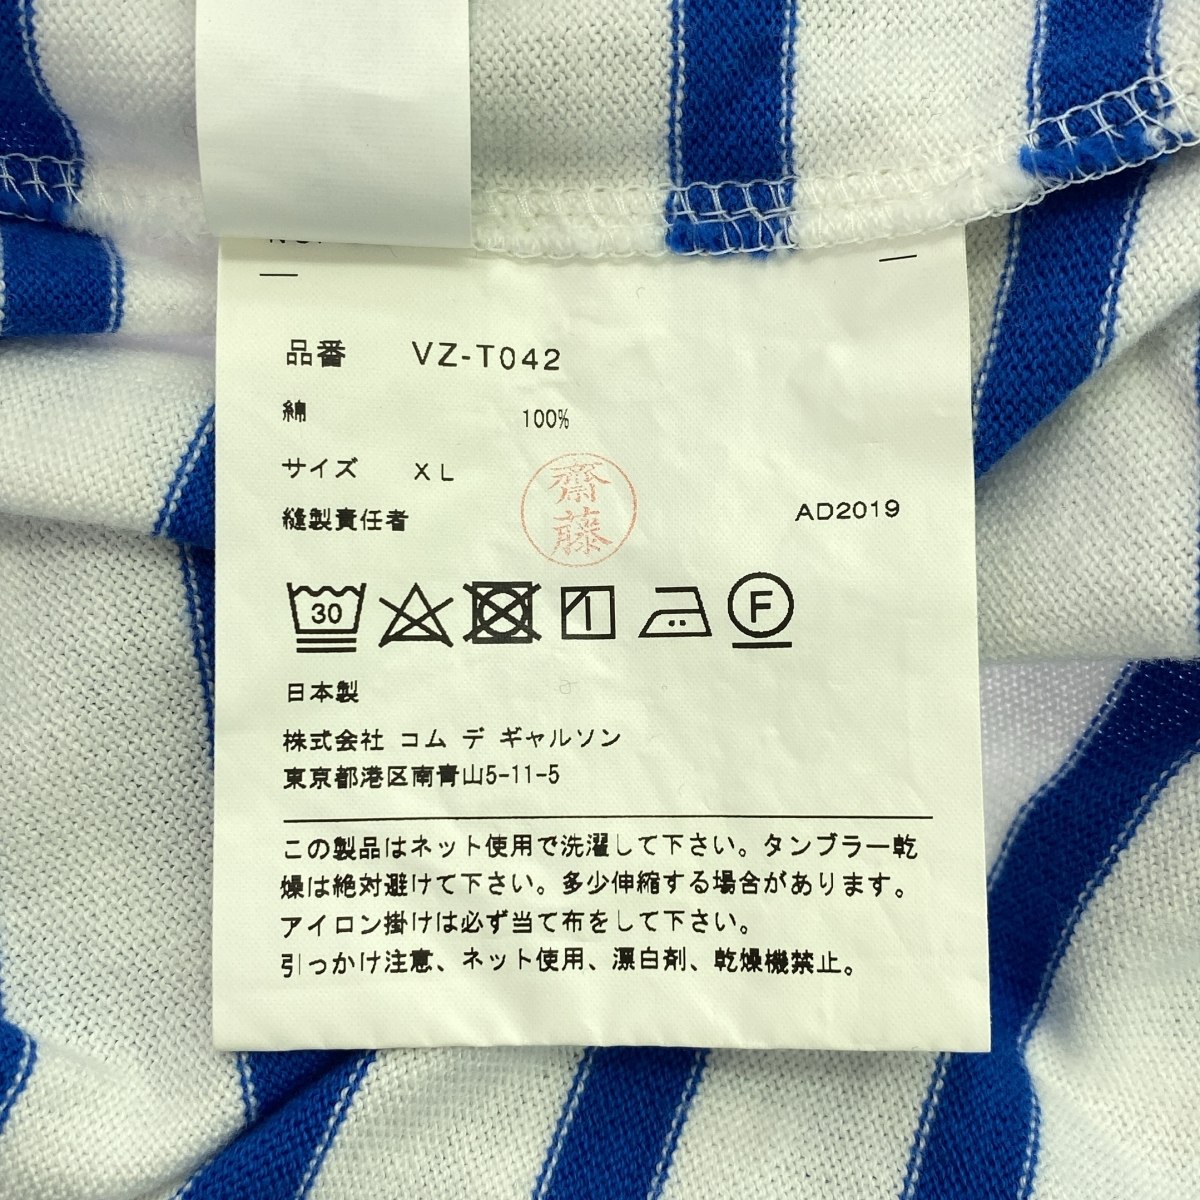 品番 VZ-T042
綿 100%
サイズ XL
縫製責任者 齋藤 AD2019
30 F
日本製
株式会社 コム デ ギャルソン
東京都港区南青山5-11-5
この製品はネット使用で洗濯して下さい。タンブラー乾
燥は絶対避けて下さい。多少伸縮する場合があります。
アイロン掛けは必ず当て布をして下さい。
引っかけ注意、ネット使用、漂白剤、乾燥機禁止。